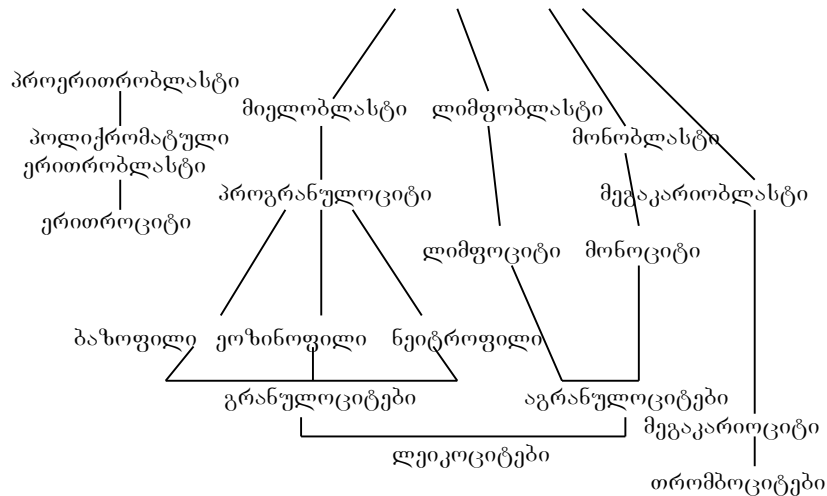 პროერითრობლასტი
მიელობლასტი
ლიმფობლასტი
პოლიქრომატული
ერითრობლასტი
მონობლასტი
პროგრანულოციტი
მეგაკარიობლასტი
ერითროციტი
ლიმფოციტი
მონოციტი
ბაზოფილი
ეოზინოფილი
ნეიტროფილი
გრანულოციტები
აგრანულოციტები
მეგაკარიოციტი
ლეიკოციტები
თრომბოციტები